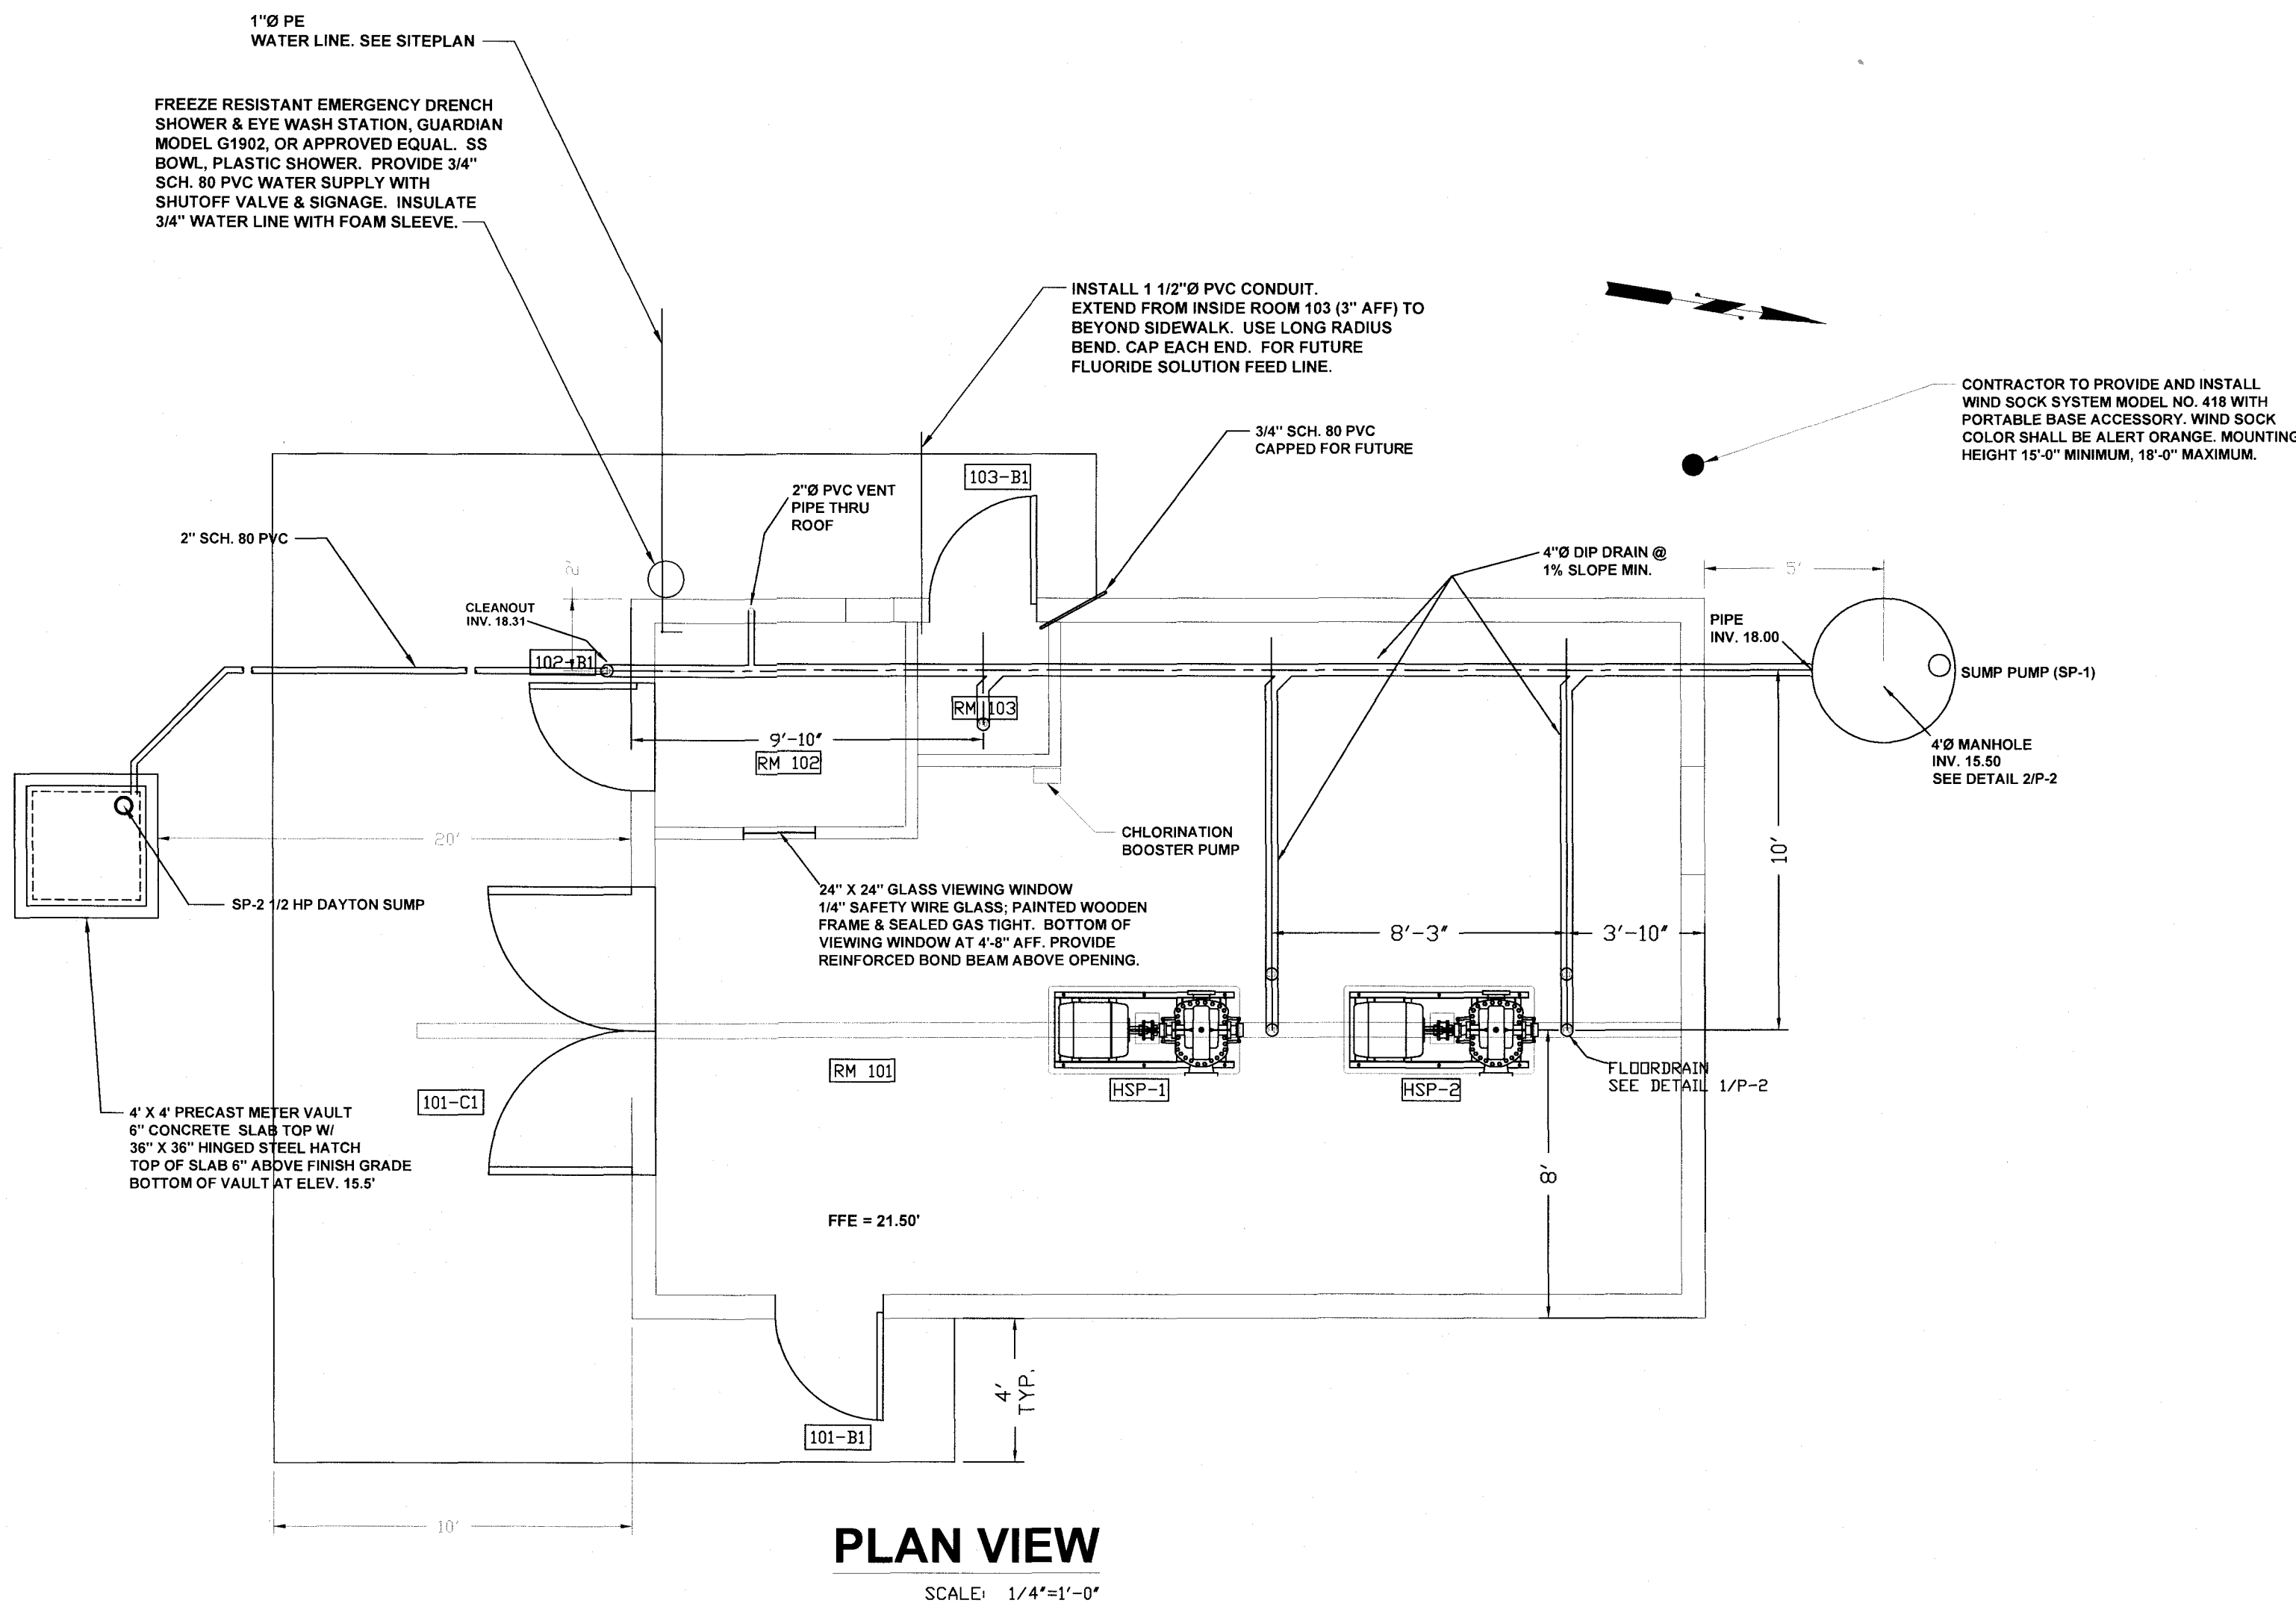 1"Ø PE
WATER LINE. SEE SITEPLAN
FREEZE RESISTANT EMERGENCY DRENCH
SHOWER & EYE WASH STATION, GUARDIAN
MODEL G1902, OR APPROVED EQUAL. SS
BOWL, PLASTIC SHOWER. PROVIDE 3/4"
SCH. 80 PVC WATER SUPPLY WITH
SHUTOFF VALVE & SIGNAGE. INSULATE
3/4" WATER LINE WITH FOAM SLEEVE.
INSTALL 1 1/2"Ø PVC CONDUIT.
EXTEND FROM INSIDE ROOM 103 (3" AFF) TO
BEYOND SIDEWALK. USE LONG RADIUS
BEND. CAP EACH END. FOR FUTURE
FLUORIDE SOLUTION FEED LINE.
CONTRACTOR TO PROVIDE AND INSTALL
WIND SOCK SYSTEM MODEL NO. 418 WITH
PORTABLE BASE ACCESSORY. WIND SOCK
COLOR SHALL BE ALERT ORANGE. MOUNTING
HEIGHT 15'-0" MINIMUM, 18'-0" MAXIMUM.
3/4" SCH. 80 PVC
CAPPED FOR FUTURE
103-B1
2"Ø PVC VENT
PIPE THRU
ROOF
2" SCH. 80 PVC
4"Ø DIP DRAIN @
1% SLOPE MIN.
2'
5'
CLEANOUT
INV. 18.31
PIPE
INV. 18.00
102-B1
SUMP PUMP (SP-1)
RM 103
9'-10"
RM 102
4'Ø MANHOLE
INV. 15.50
SEE DETAIL 2/P-2
20'
CHLORINATION
BOOSTER PUMP
10'
SP-2 1/2 HP DAYTON SUMP
24" X 24" GLASS VIEWING WINDOW
1/4" SAFETY WIRE GLASS; PAINTED WOODEN
FRAME & SEALED GAS TIGHT. BOTTOM OF
VIEWING WINDOW AT 4'-8" AFF. PROVIDE
REINFORCED BOND BEAM ABOVE OPENING.
8'-3"
3'-10"
RM 101
HSP-1
HSP-2
FLOORDRAIN
SEE DETAIL 1/P-2
101-C1
4' X 4' PRECAST METER VAULT
6" CONCRETE SLAB TOP W/
36" X 36" HINGED STEEL HATCH
TOP OF SLAB 6" ABOVE FINISH GRADE
BOTTOM OF VAULT AT ELEV. 15.5'
8'
FFE = 21.50'
4'
TYP.
101-B1
10'
PLAN VIEW
SCALE: 1/4"=1'-0"